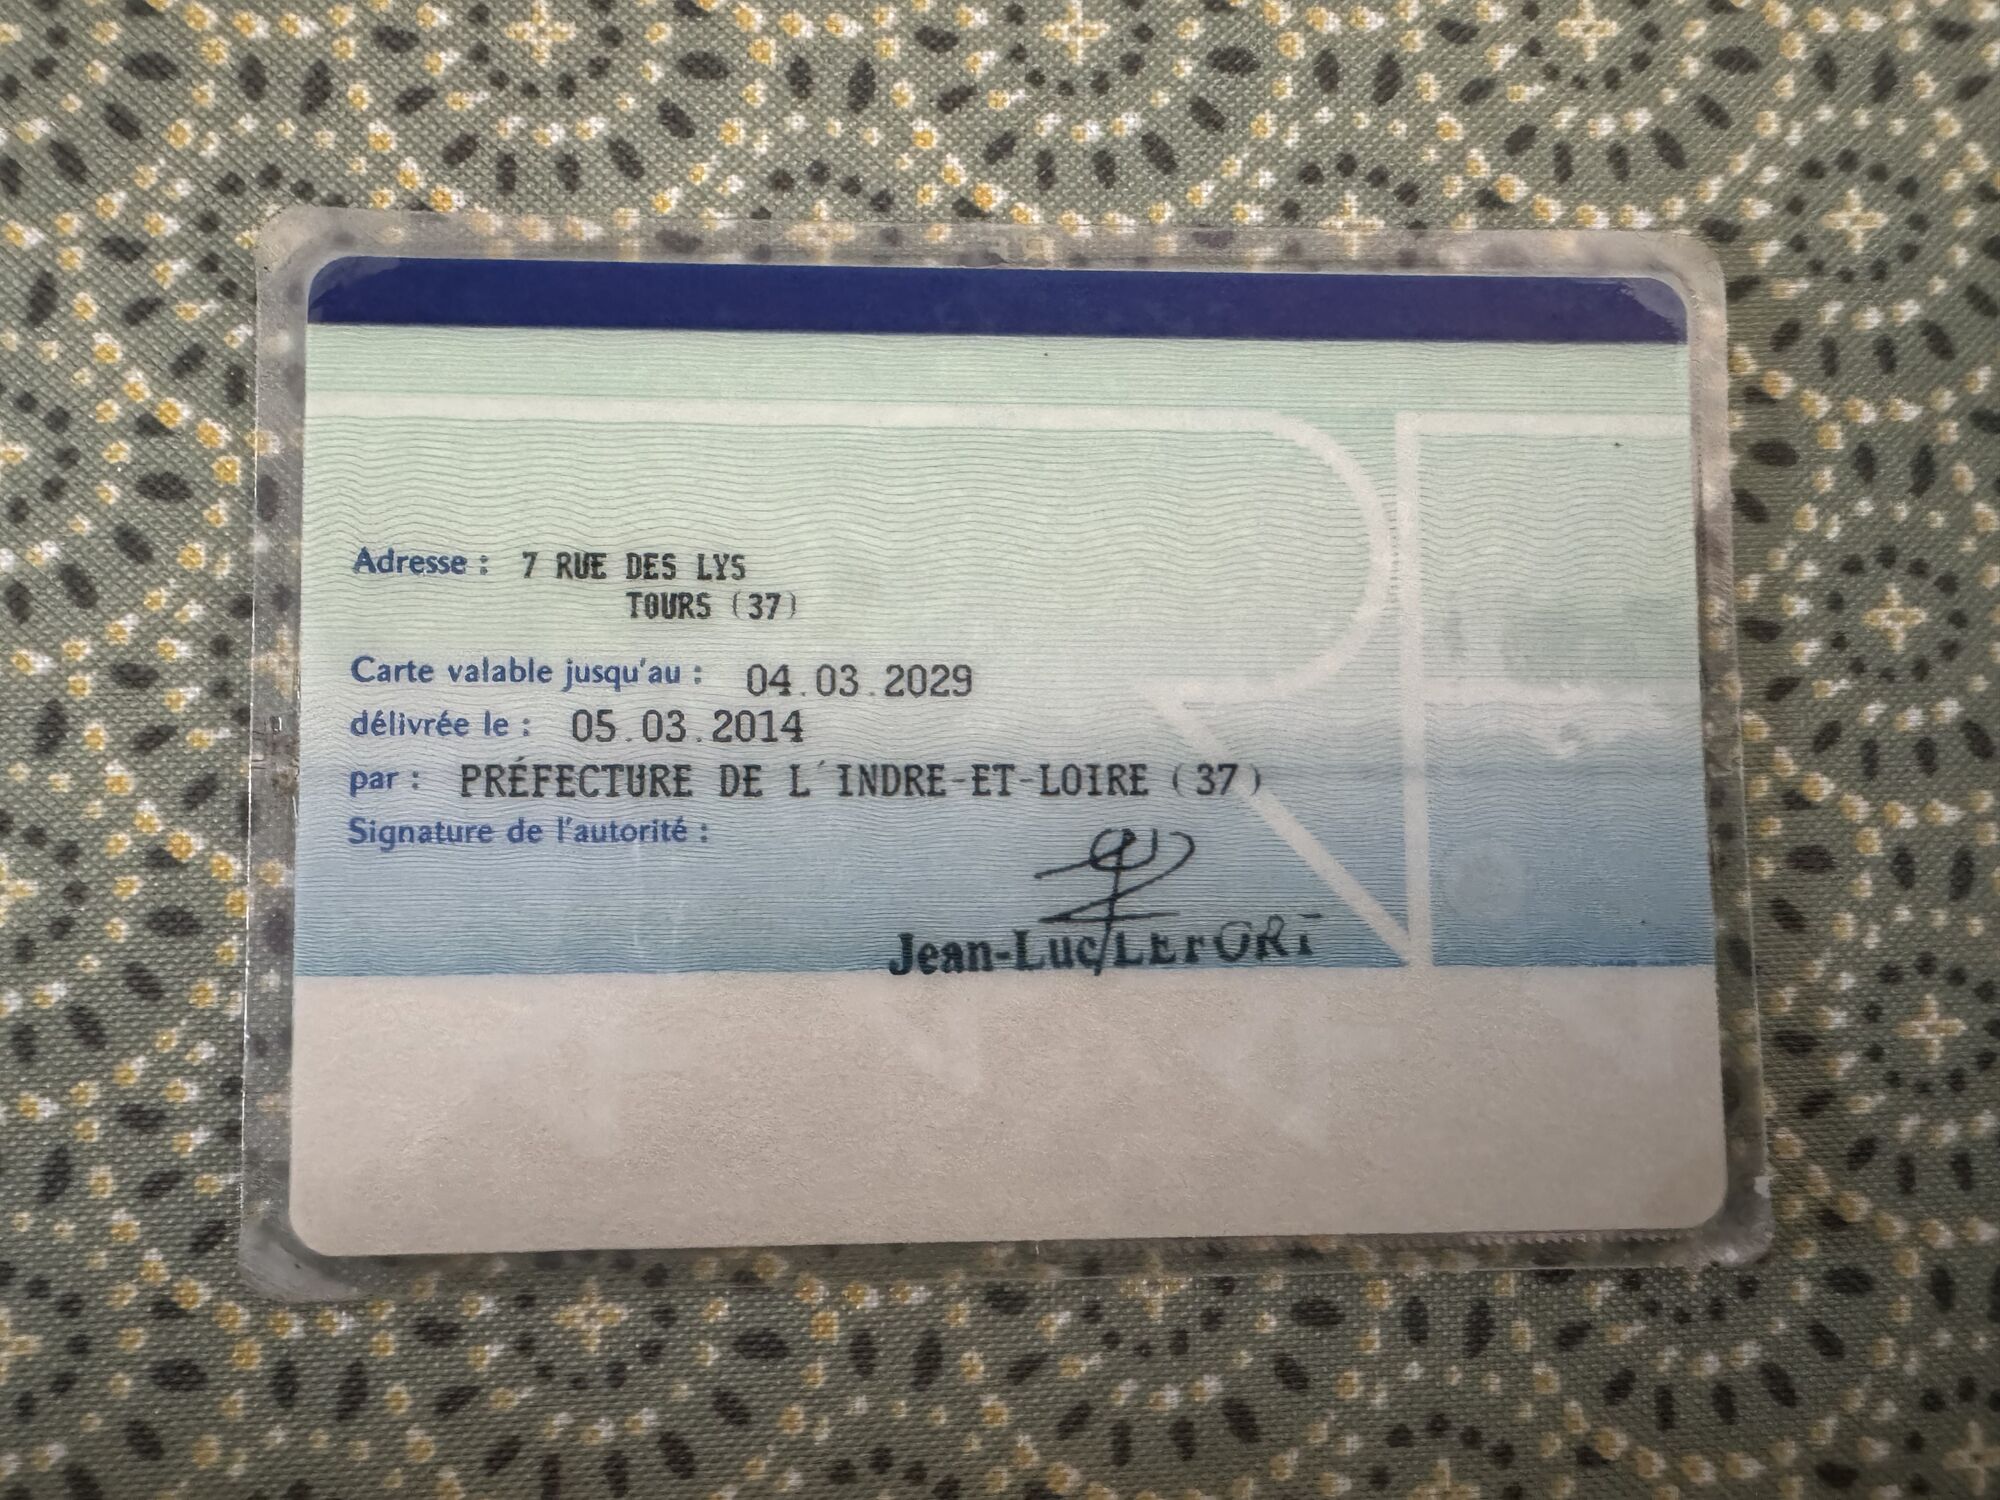 Adresse : 7 RUE DES LYS
TOURS (37)
Carte valable jusqu'au : 04.03.2029
délivrée le : 05.03.2014
par : PRÉFECTURE DE L'INDRE-ET-LOIRE (37)
Signature de l'autorité :
Jean-Luc LEFORT